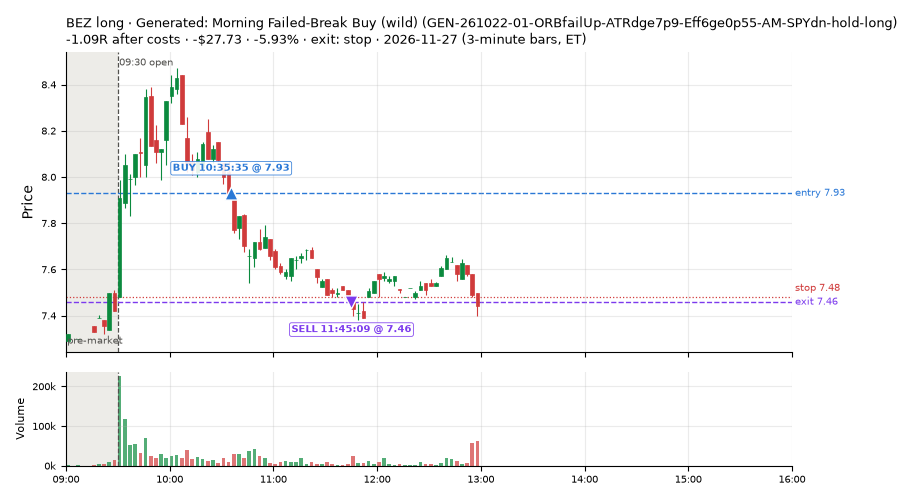 BEZ long · Generated: Morning Failed-Break Buy (wild) (GEN-261022-01-ORBfailUp-ATRdge7p9-Eff6ge0p55-AM-SPYdn-hold-long)
-1.09R after costs · -$27.73 · -5.93% · exit: stop · 2026-11-27 (3-minute bars, ET)
09:30 open
8.4
8.2
BUY 10:35:35 @ 7.93
8.0
entry 7.93
Price
7.8
7.6
stop 7.48
exit 7.46
7.4
SELL 11:45:09 @ 7.46
pre-market
200k
Volume
100k
0k
09:00 10:00 11:00 12:00 13:00 14:00 15:00 16:00